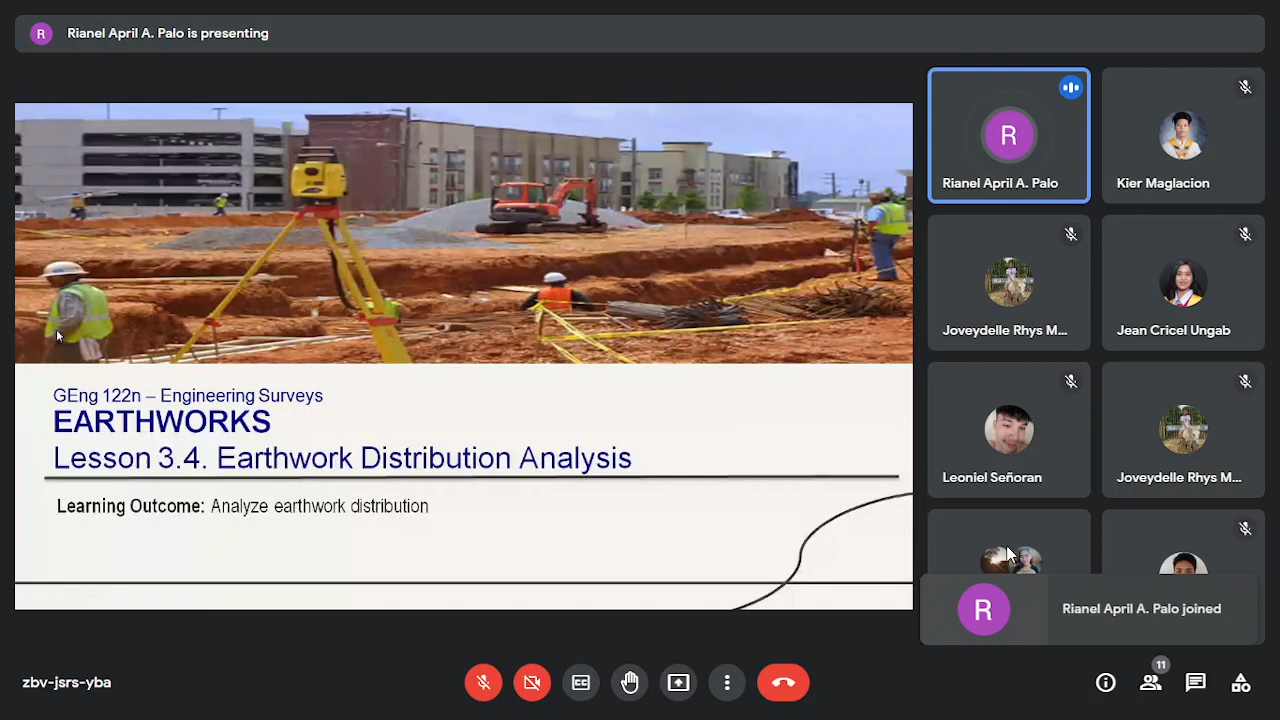 R Rianel April A. Palo is presenting
R
Rianel April A. Palo
Kier Maglacion
Joveydelle Rhys M...
Jean Cricel Ungab
Leoniel Señoran
Joveydelle Rhys M...
GEng 122n – Engineering Surveys
EARTHWORKS
Lesson 3.4. Earthwork Distribution Analysis
Learning Outcome: Analyze earthwork distribution
R Rianel April A. Palo joined
zbv-jsrs-yba
CC
11